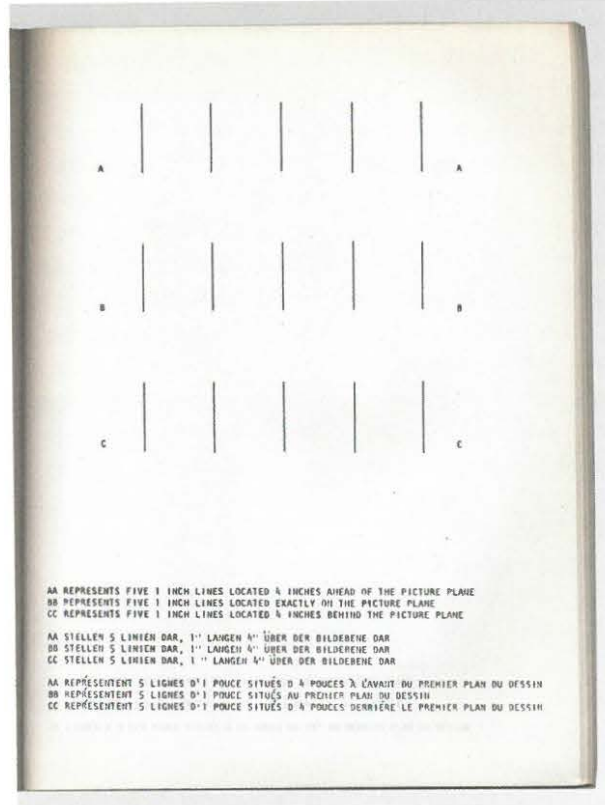 A A
B B
C C
AA REPRESENTS FIVE 1 INCH LINES LOCATED 4 INCHES AHEAD OF THE PICTURE PLANE
BB REPRESENTS FIVE 1 INCH LINES LOCATED EXACTLY ON THE PICTURE PLANE
CC REPRESENTS FIVE 1 INCH LINES LOCATED 4 INCHES BEHIND THE PICTURE PLANE
AA STELLEN 5 LINIEN DAR, 1" LANGEN 4" ÜBER DER BILDEBENE DAR
BB STELLEN 5 LINIEN DAR, 1" LANGEN 4" ÜBER DER BILDEBENE DAR
CC STELLEN 5 LINIEN DAR, 1 " LANGEN 4" ÜBER DER BILDEBENE DAR
AA REPRÉSENTENT 5 LIGNES D'1 POUCE SITUÉS D 4 POUCES À L'AVANT DU PREMIER PLAN DU DESSIN
BB REPRÉSENTENT 5 LIGNES D'1 POUCE SITUÉS AU PREMIER PLAN DU DESSIN
CC REPRÉSENTENT 5 LIGNES D'1 POUCE SITUÉS D 4 POUCES DERRIÈRE LE PREMIER PLAN DU DESSIN